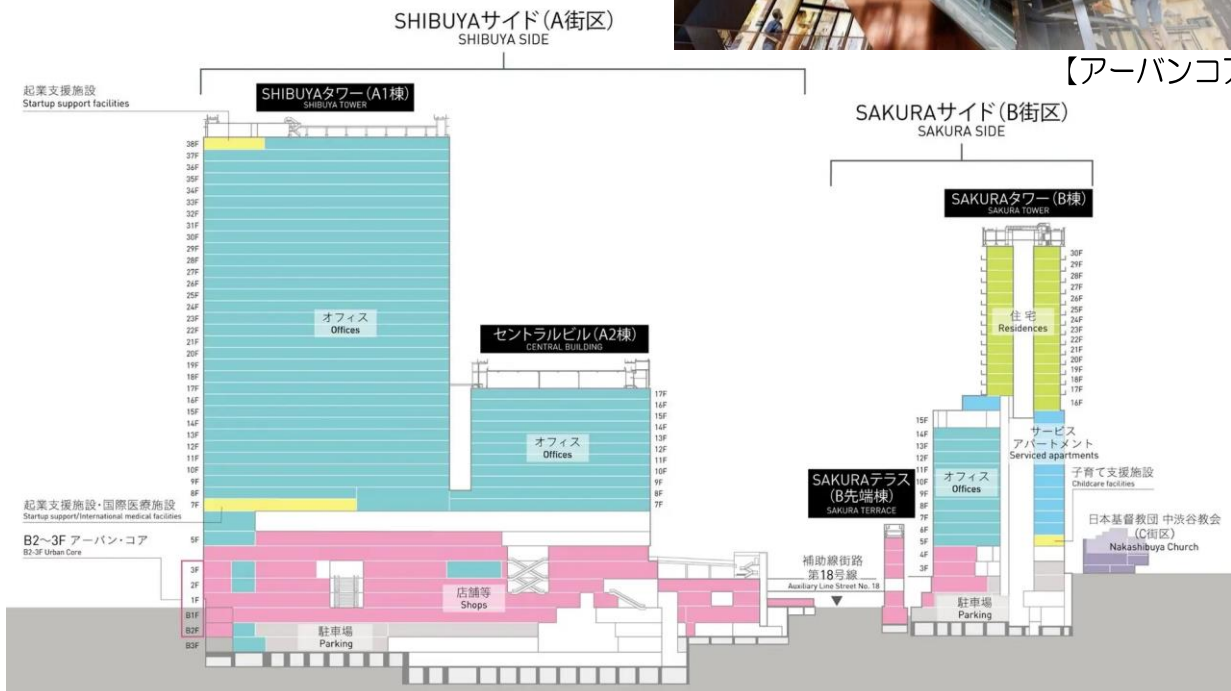 SHIBUYAサイド（A街区）
SHIBUYA SIDE
【アーバンコア
起業支援施設
Startup support facilities
SHIBUYAタワー（A1棟）
SHIBUYA TOWER
SAKURAサイド（B街区）
SAKURA SIDE
38F
37F
36F
35F
34F
33F
32F
31F
30F
29F
28F
27F
26F
25F
24F
23F
22F
21F
20F
19F
18F
17F
16F
15F
14F
13F
12F
11F
10F
9F
8F
7F
5F
3F
2F
1F
B1F
B2F
B3F
オフィス
Offices
セントラルビル（A2棟）
CENTRAL BUILDING
17F
16F
15F
14F
13F
12F
11F
10F
9F
8F
7F
オフィス
Offices
起業支援施設・国際医療施設
Startup support/International medical facilities
B2〜3F アーバン・コア
B2-3F Urban Core
店舗等
Shops
駐車場
Parking
補助線街路
第18号線
Auxiliary Line Street No. 18
SAKURAタワー（B棟）
SAKURA TOWER
30F
29F
28F
27F
26F
25F
24F
23F
22F
21F
20F
19F
18F
17F
16F
住宅
Residences
15F
14F
13F
12F
11F
10F
9F
8F
7F
6F
5F
4F
3F
サービス
アパートメント
Serviced apartments
オフィス
Offices
SAKURAテラス
（B先端棟）
SAKURA TERRACE
子育て支援施設
Childcare facilities
日本基督教団 中渋谷教会
（C街区）
Nakashibuya Church
駐車場
Parking